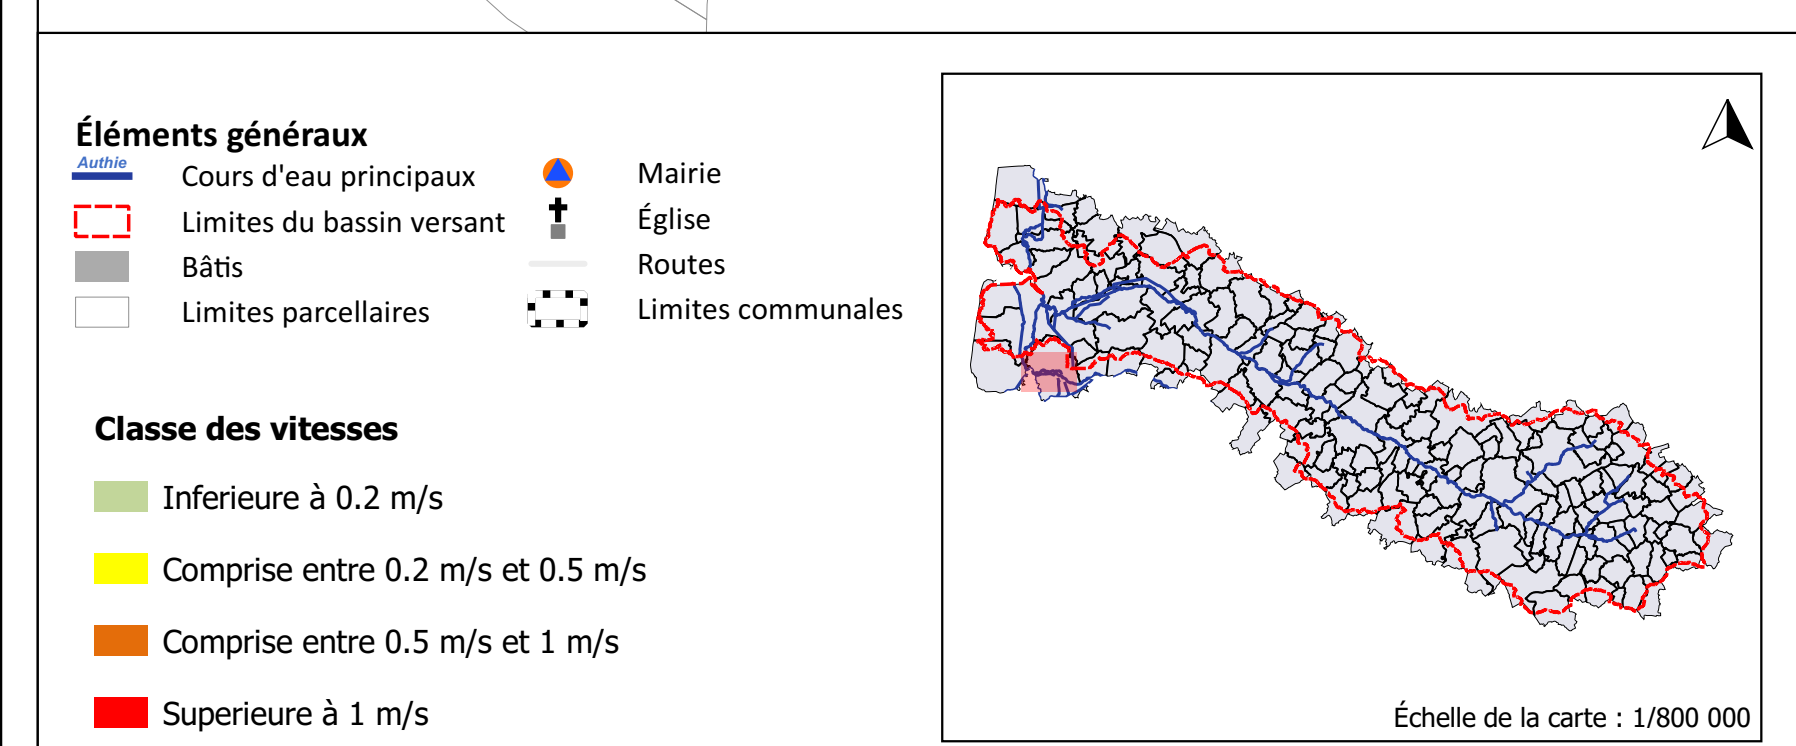 Éléments généraux
Authie
Cours d'eau principaux
Limites du bassin versant
Bâtis
Limites parcellaires
Mairie
Église
Routes
Limites communales
Classe des vitesses
Inferieure à 0.2 m/s
Comprise entre 0.2 m/s et 0.5 m/s
Comprise entre 0.5 m/s et 1 m/s
Superieure à 1 m/s
Échelle de la carte : 1/800 000